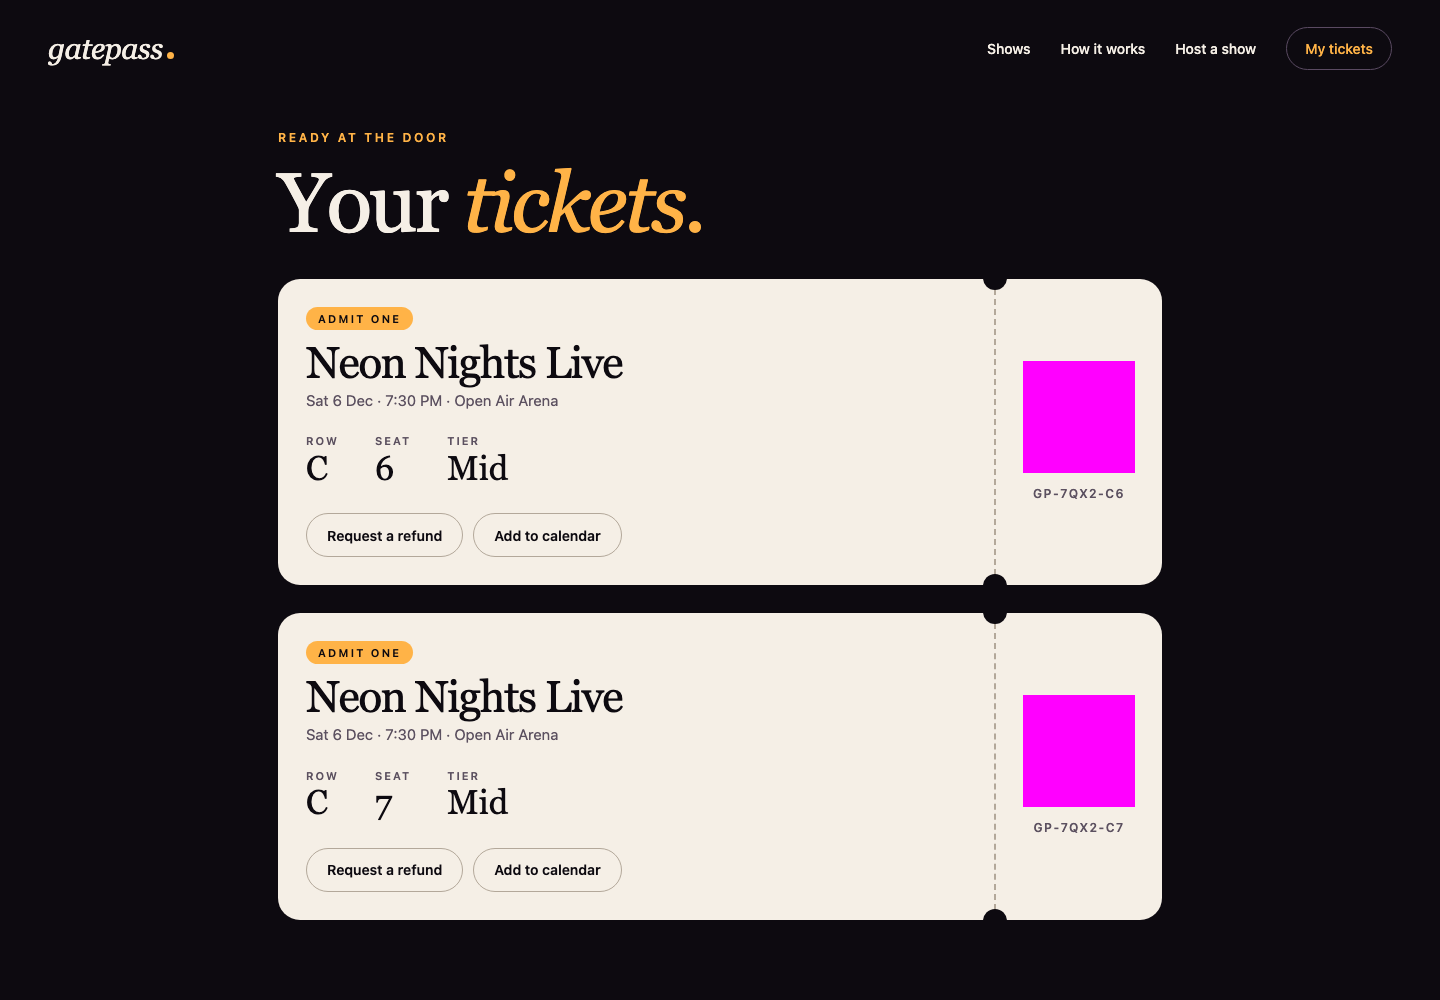 gatepass.
Shows
How it works
Host a show
My tickets
READY AT THE DOOR
Your tickets.
ADMIT ONE
Neon Nights Live
Sat 6 Dec · 7:30 PM · Open Air Arena
ROW SEAT TIER
C 6 Mid
Request a refund
Add to calendar
GP-7QX2-C6
ADMIT ONE
Neon Nights Live
Sat 6 Dec · 7:30 PM · Open Air Arena
ROW SEAT TIER
C 7 Mid
Request a refund
Add to calendar
GP-7QX2-C7